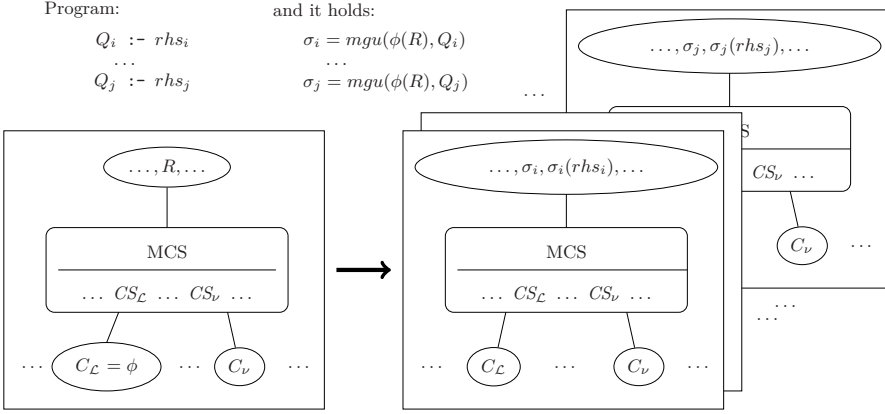 Program: and it holds:
Q_i :- rhs_i σ_i = mgu(ϕ(R), Q_i)
... ...
Q_j :- rhs_j σ_j = mgu(ϕ(R), Q_j)
..., σ_j, σ_j(rhs_j), ...
...
S
CS_ν ...
C_ν ...
...
...
..., R, ...
MCS
... CS_ℒ ... CS_ν ...
... C_ℒ = ϕ ... C_ν ...
..., σ_i, σ_i(rhs_i), ...
MCS
... CS_ℒ ... CS_ν ...
... C_ℒ ... C_ν ...